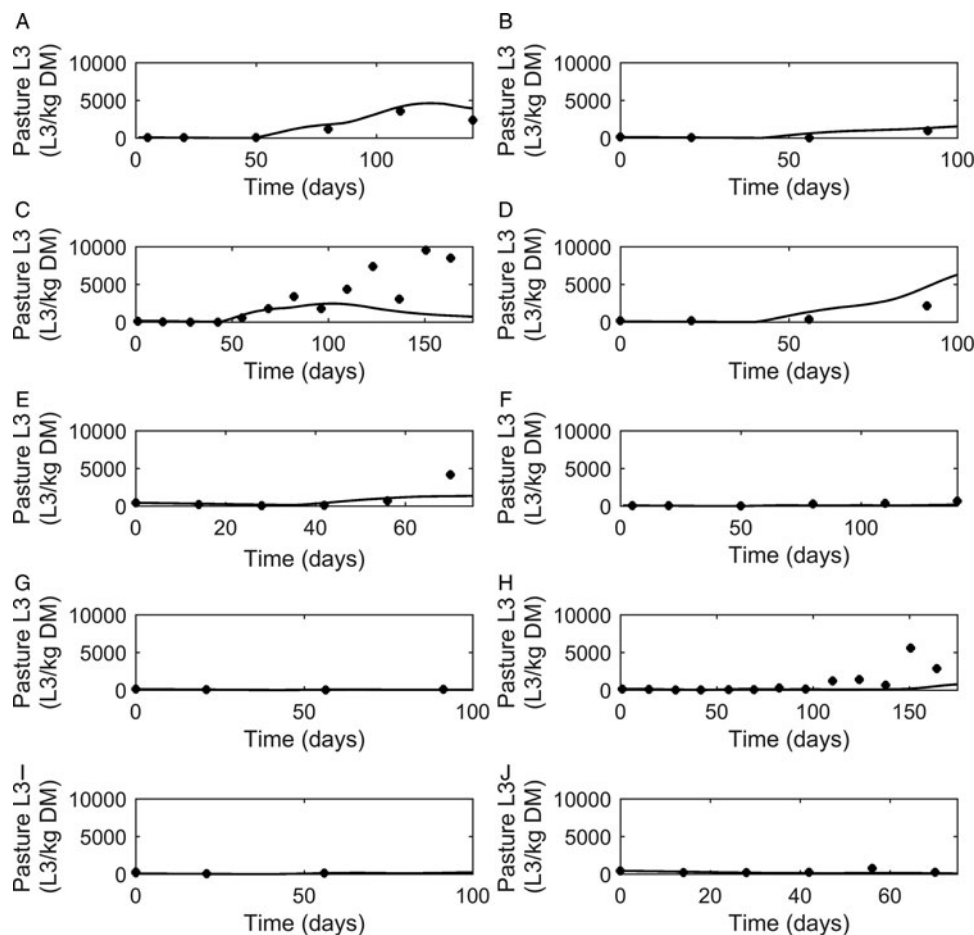 A
Pasture L3
(L3/kg DM)
10000
5000
0
0 50 100
Time (days)
B
Pasture L3
(L3/kg DM)
10000
5000
0
0 50 100
Time (days)
C
Pasture L3
(L3/kg DM)
10000
5000
0
0 50 100 150
Time (days)
D
Pasture L3
(L3/kg DM)
10000
5000
0
0 50 100
Time (days)
E
Pasture L3
(L3/kg DM)
10000
5000
0
0 20 40 60
Time (days)
F
Pasture L3
(L3/kg DM)
10000
5000
0
0 50 100
Time (days)
G
Pasture L3
(L3/kg DM)
10000
5000
0
0 50 100
Time (days)
H
Pasture L3
(L3/kg DM)
10000
5000
0
0 50 100 150
Time (days)
I
Pasture L3
(L3/kg DM)
10000
5000
0
0 50 100
Time (days)
J
Pasture L3
(L3/kg DM)
10000
5000
0
0 20 40 60
Time (days)